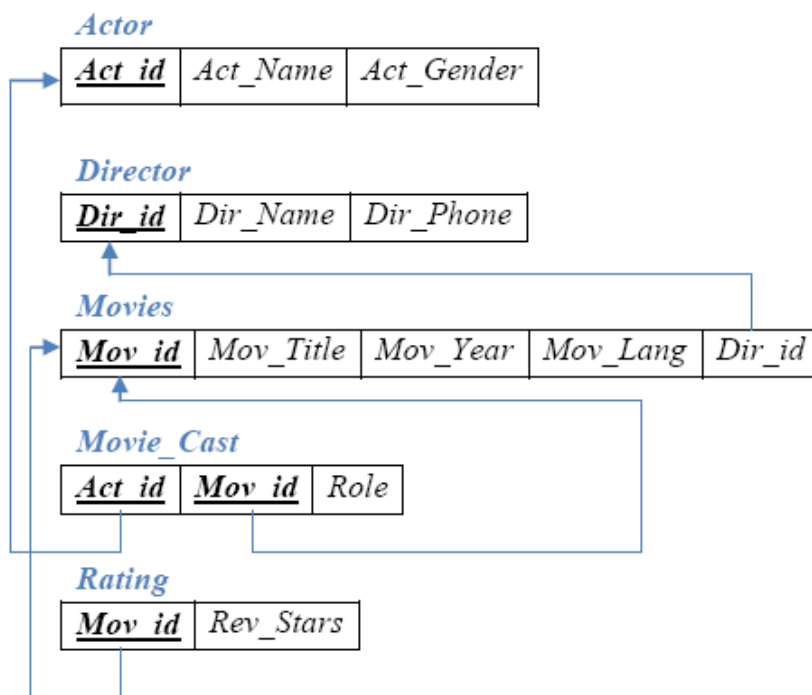 Actor
Act_id Act_Name Act_Gender
Director
Dir_id Dir_Name Dir_Phone
Movies
Mov_id Mov_Title Mov_Year Mov_Lang Dir_id
Movie_Cast
Act_id Mov_id Role
Rating
Mov_id Rev_Stars